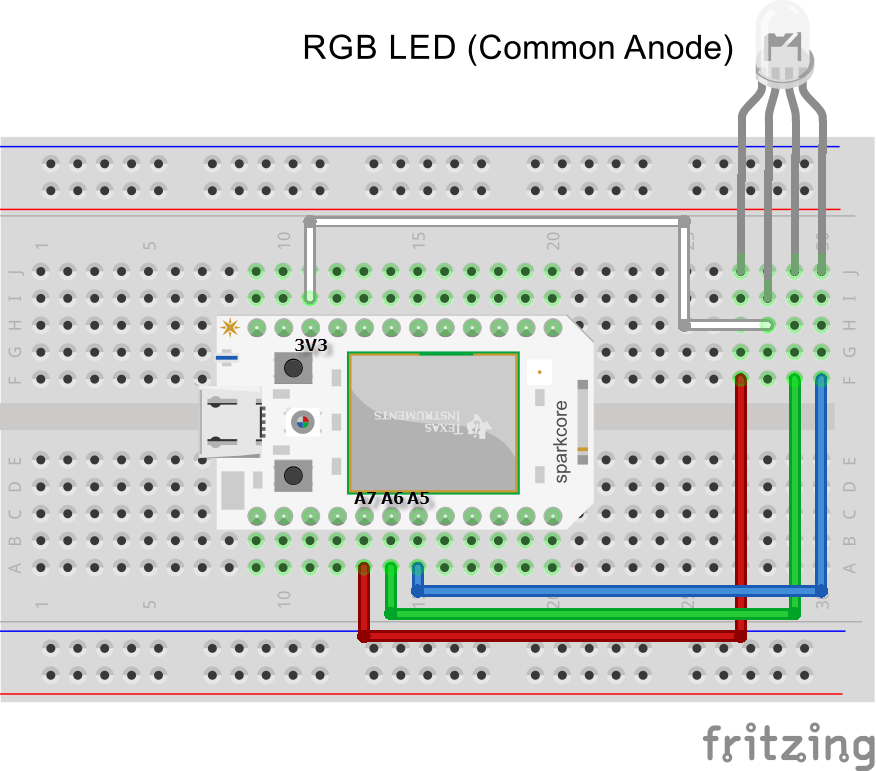 RGB LED (Common Anode)
1 5 10 15 20 25 30
J J
I I
H H
3V3
G G
F F
TEXAS
INSTRUMENTS
sparkcore
E E
A7 A6 A5
D D
C C
B B
A A
1 5 10 15 20 25 30
fritzing